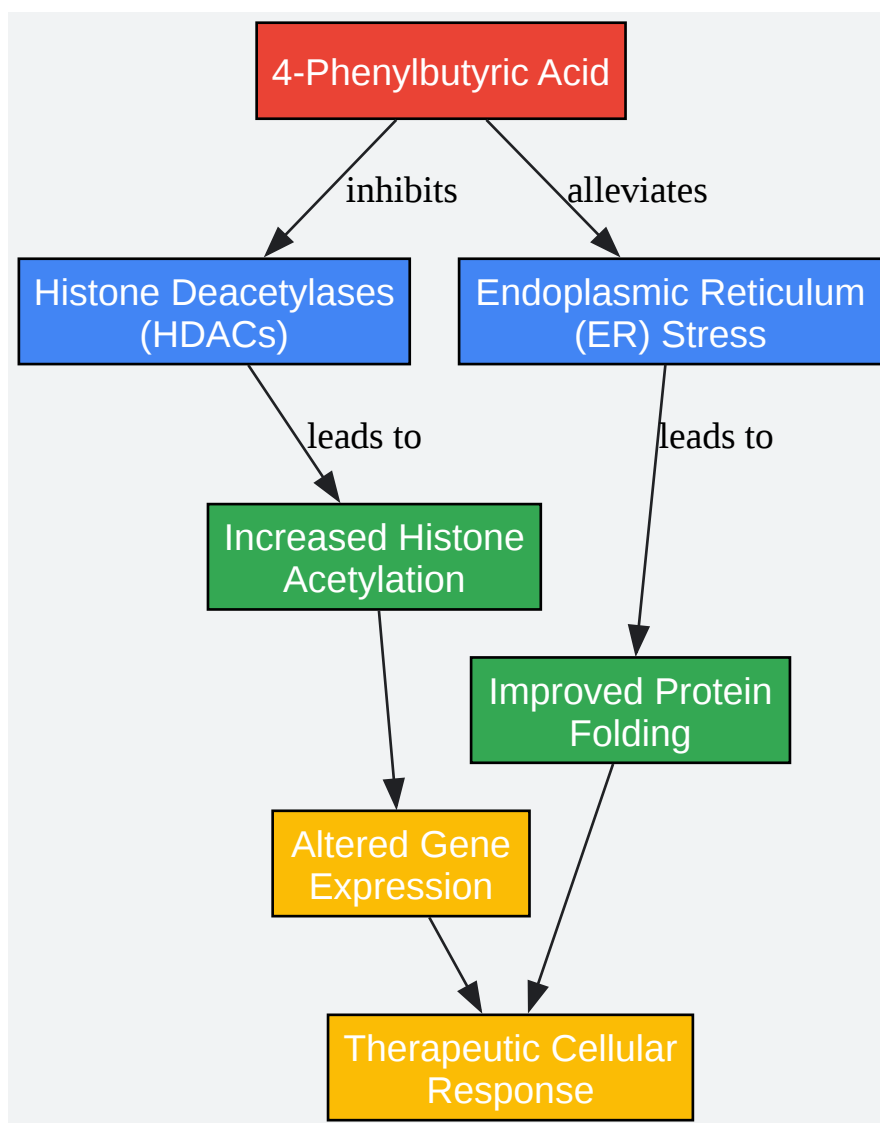 4-Phenylbutyric Acid
inhibits
alleviates
Histone Deacetylases
(HDACs)
Endoplasmic Reticulum
(ER) Stress
leads to
leads to
Increased Histone
Acetylation
Improved Protein
Folding
Altered Gene
Expression
Therapeutic Cellular
Response